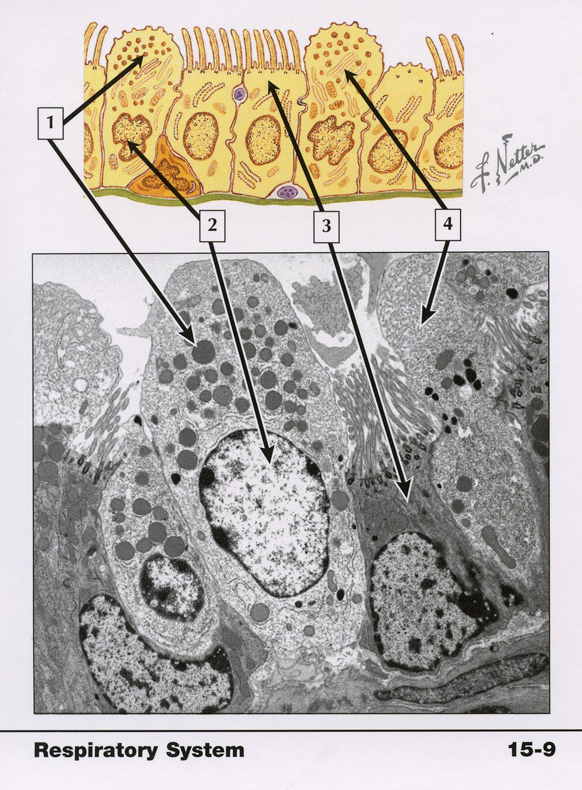 1
2
3
4
F. Netter
M.D.
Respiratory System
15-9